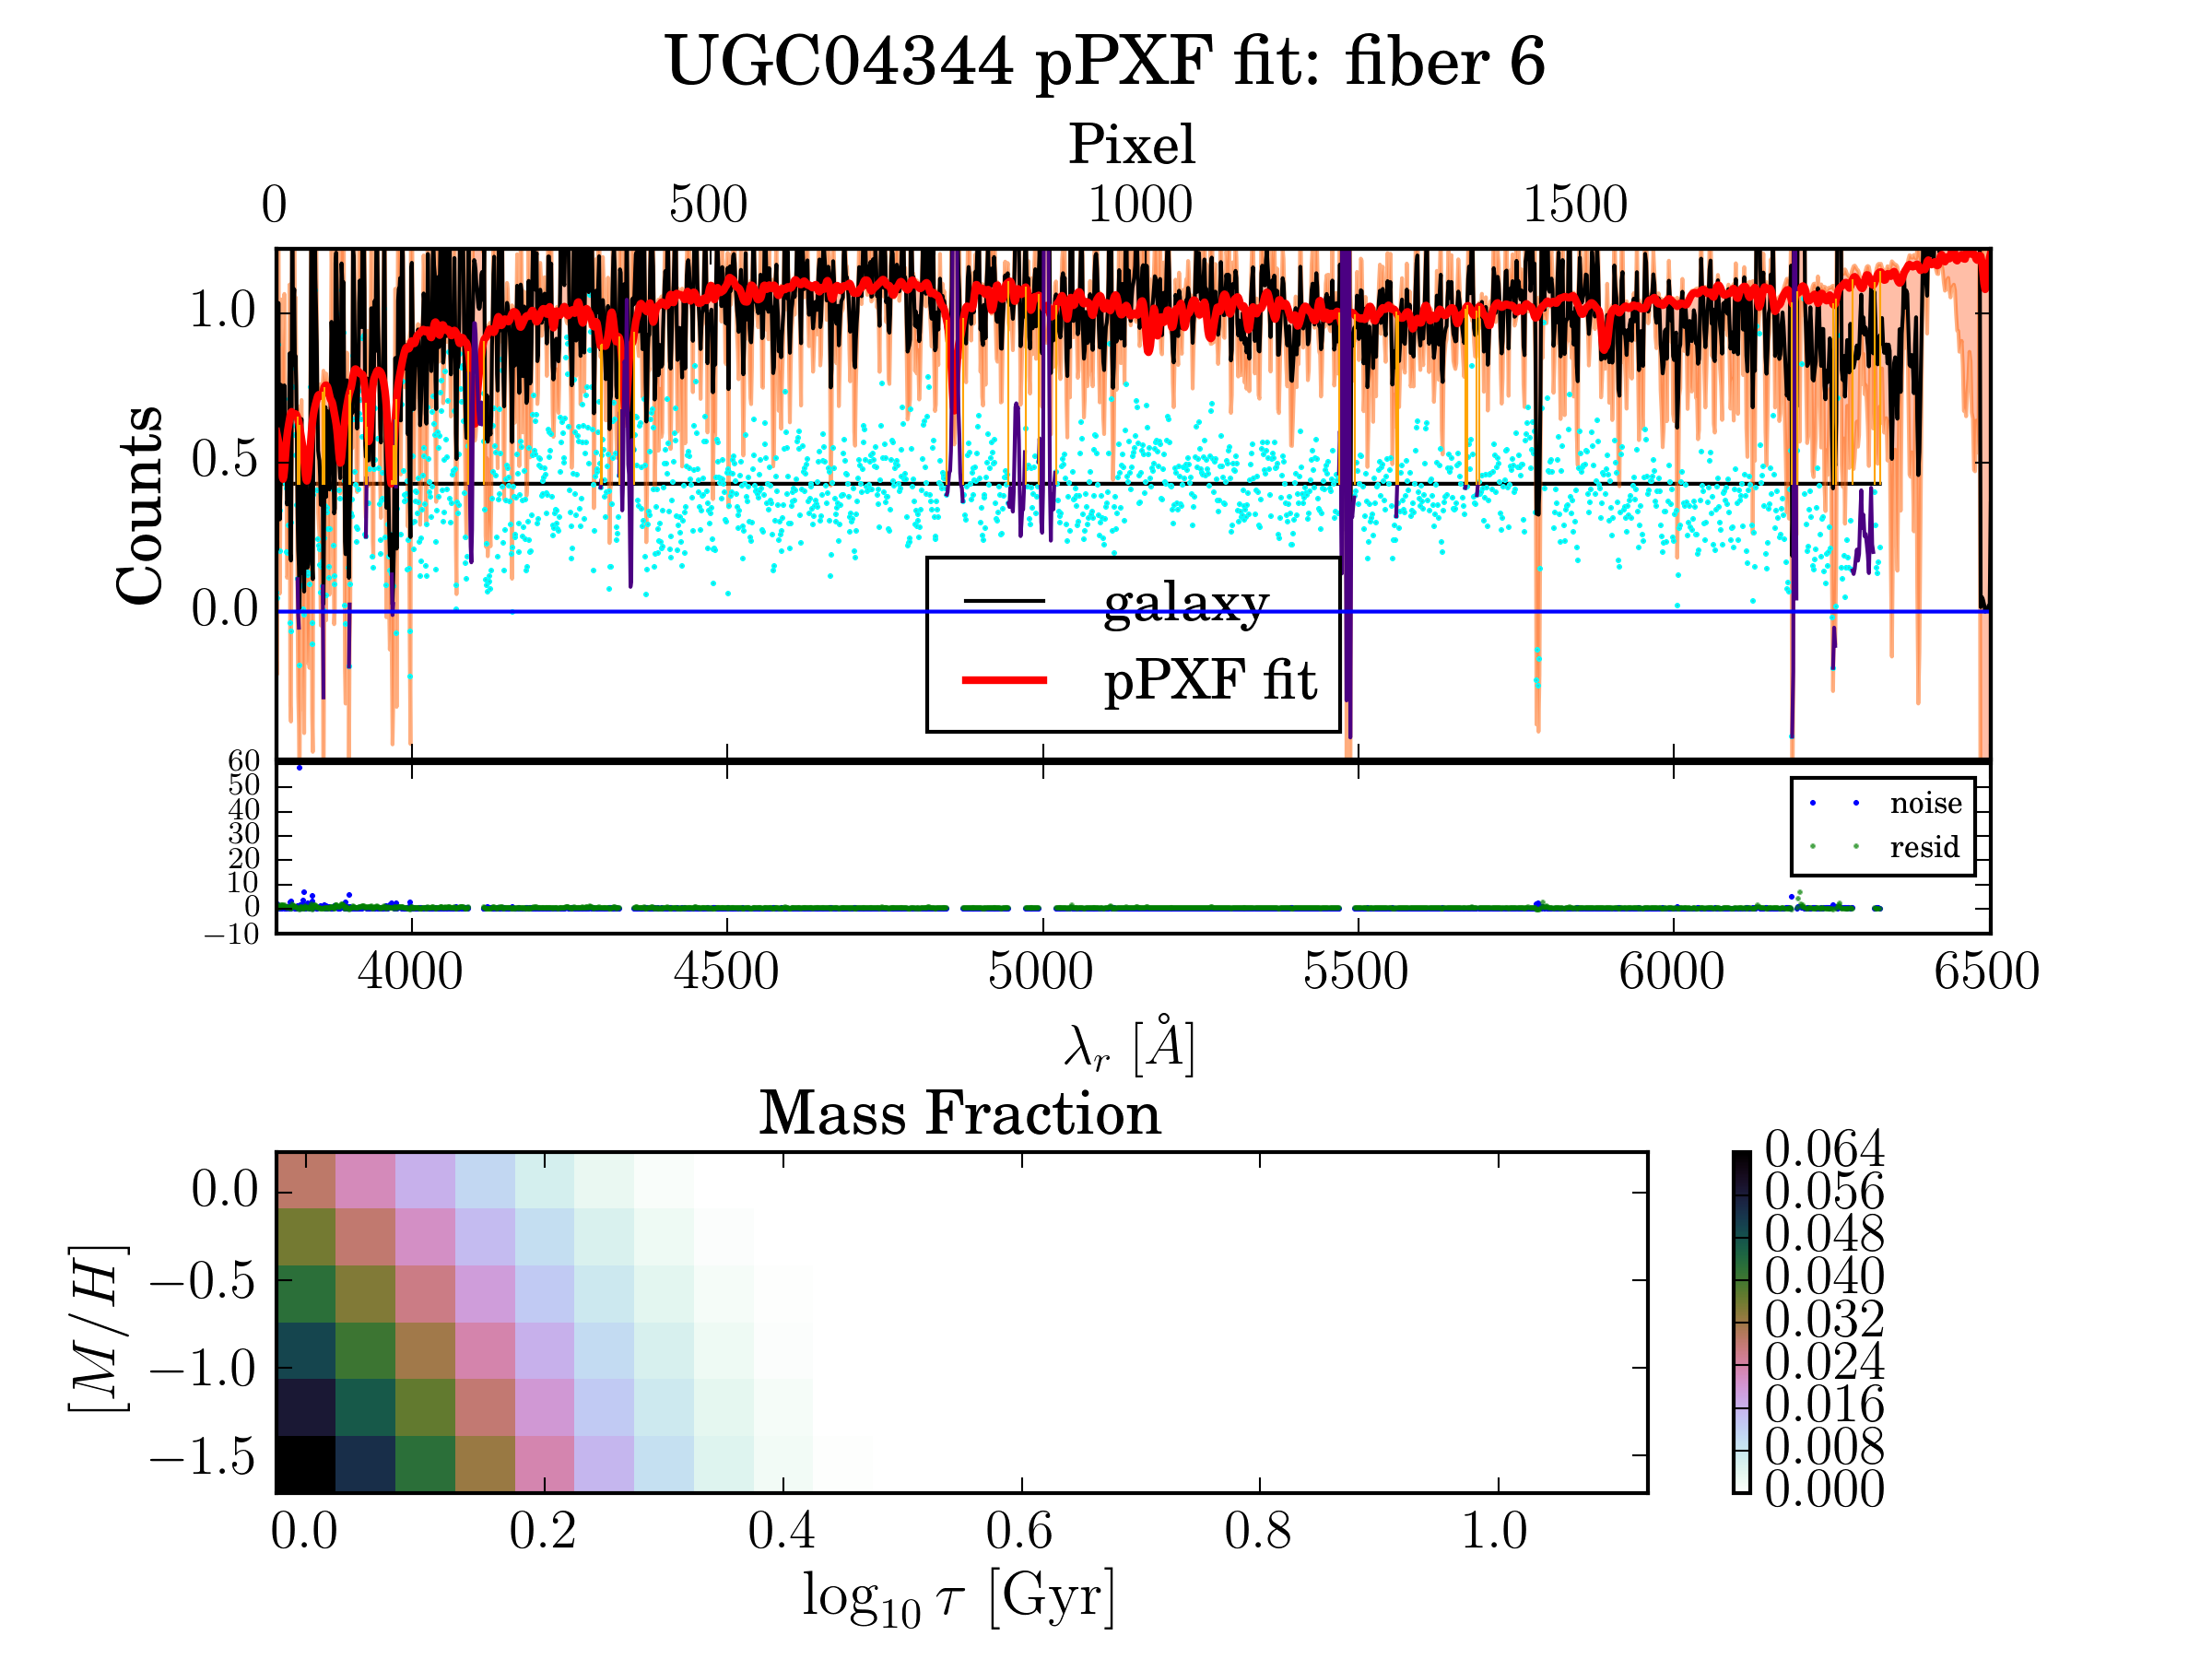 UGC04344 pPXF fit: fiber 6
Pixel
0 500 1000 1500
1.0
0.5
0.0
Counts
galaxy
pPXF fit
60
50
40
30
20
10
0
−10
noise
resid
4000 4500 5000 5500 6000 6500
λr [Å]
Mass Fraction
0.0
−0.5
−1.0
−1.5
[M/H]
0.064
0.056
0.048
0.040
0.032
0.024
0.016
0.008
0.000
0.0 0.2 0.4 0.6 0.8 1.0
log10 τ [Gyr]